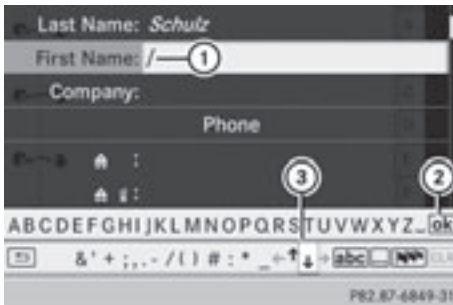 Last Name: Schulz
First Name: / 1
Company:
Phone
:
:
3
2
ABCDEFGHIJKLMNOPQRSTUVWXYZ_ ok
&'+;,.-/()#:*_←↑↓→ abc
P82.87-6849-31